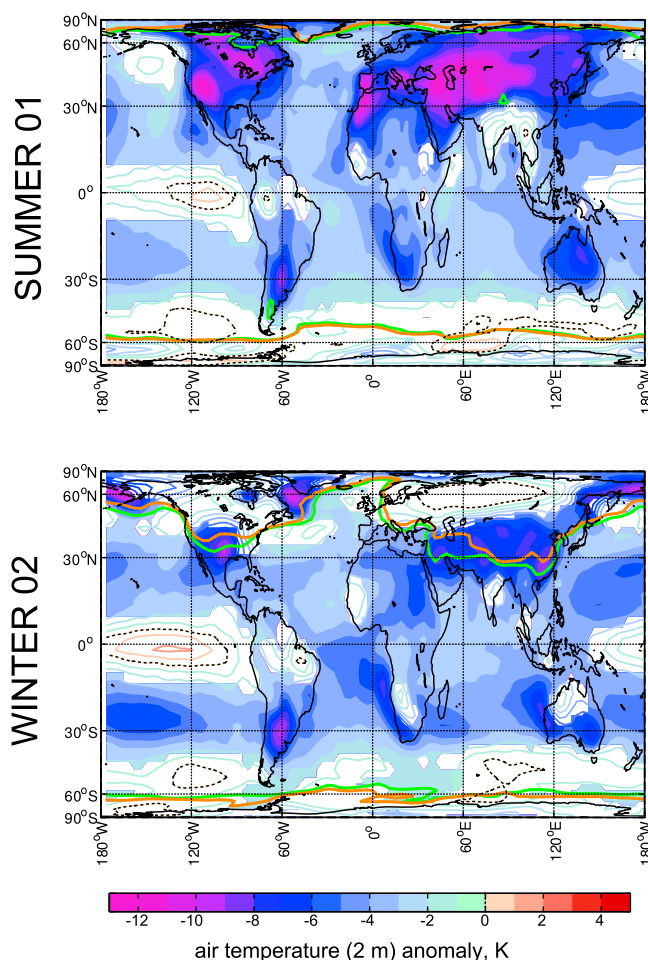 SUMMER 01
90°N
60°N
30°N
0°
30°S
60°S
90°S
180°W
120°W
60°W
0°
60°E
120°E
180°W
WINTER 02
90°N
60°N
30°N
0°
30°S
60°S
90°S
180°W
120°W
60°W
0°
60°E
120°E
180°W
-12 -10 -8 -6 -4 -2 0 2 4
air temperature (2 m) anomaly, K